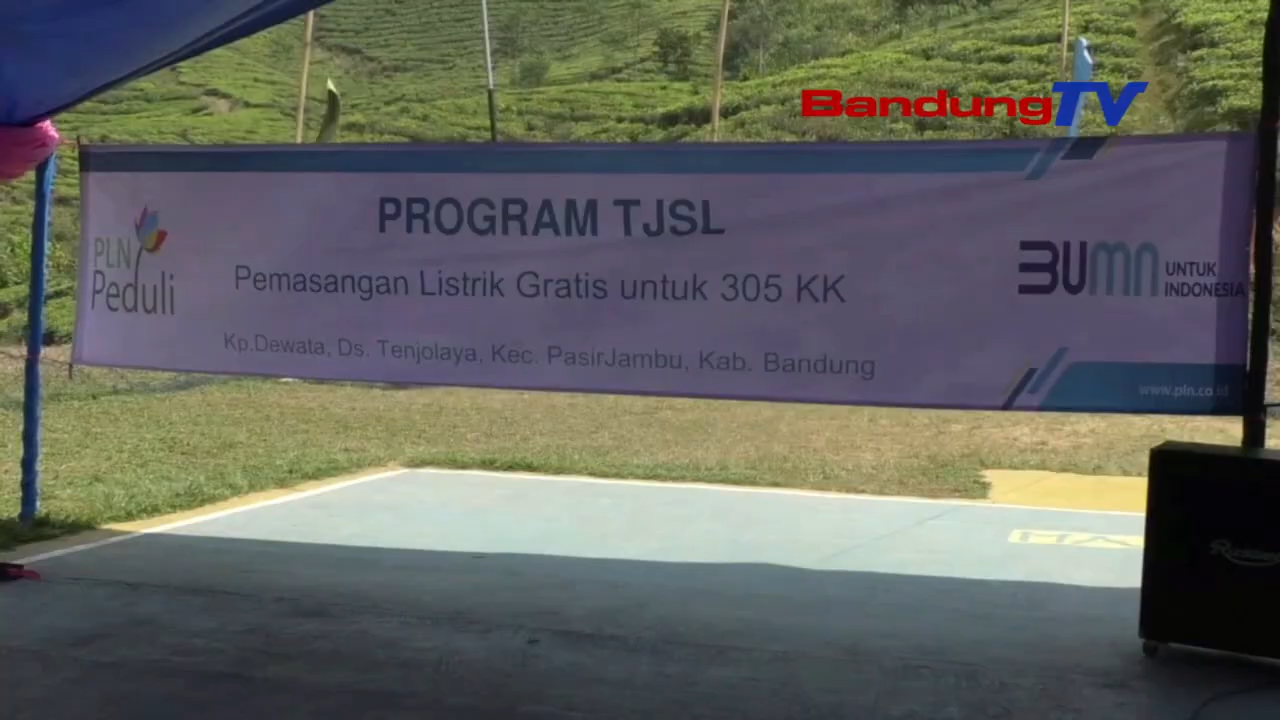 BandungTV
PROGRAM TJSL
PLN
Peduli
Pemasangan Listrik Gratis untuk 305 KK
BUMN
UNTUK
INDONESIA
Kp.Dewata, Ds. Tenjolaya, Kec. PasirJambu, Kab. Bandung
www.pln.co.id